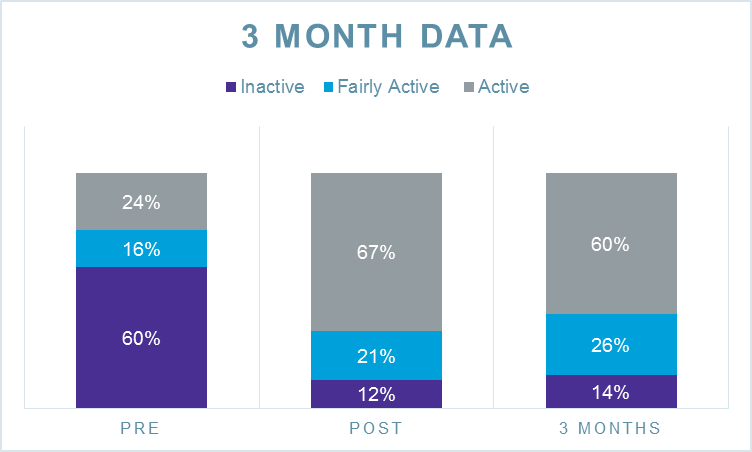 3 MONTH DATA
Inactive Fairly Active Active
24% 67% 60%
16% 21% 26%
60% 12% 14%
PRE POST 3 MONTHS